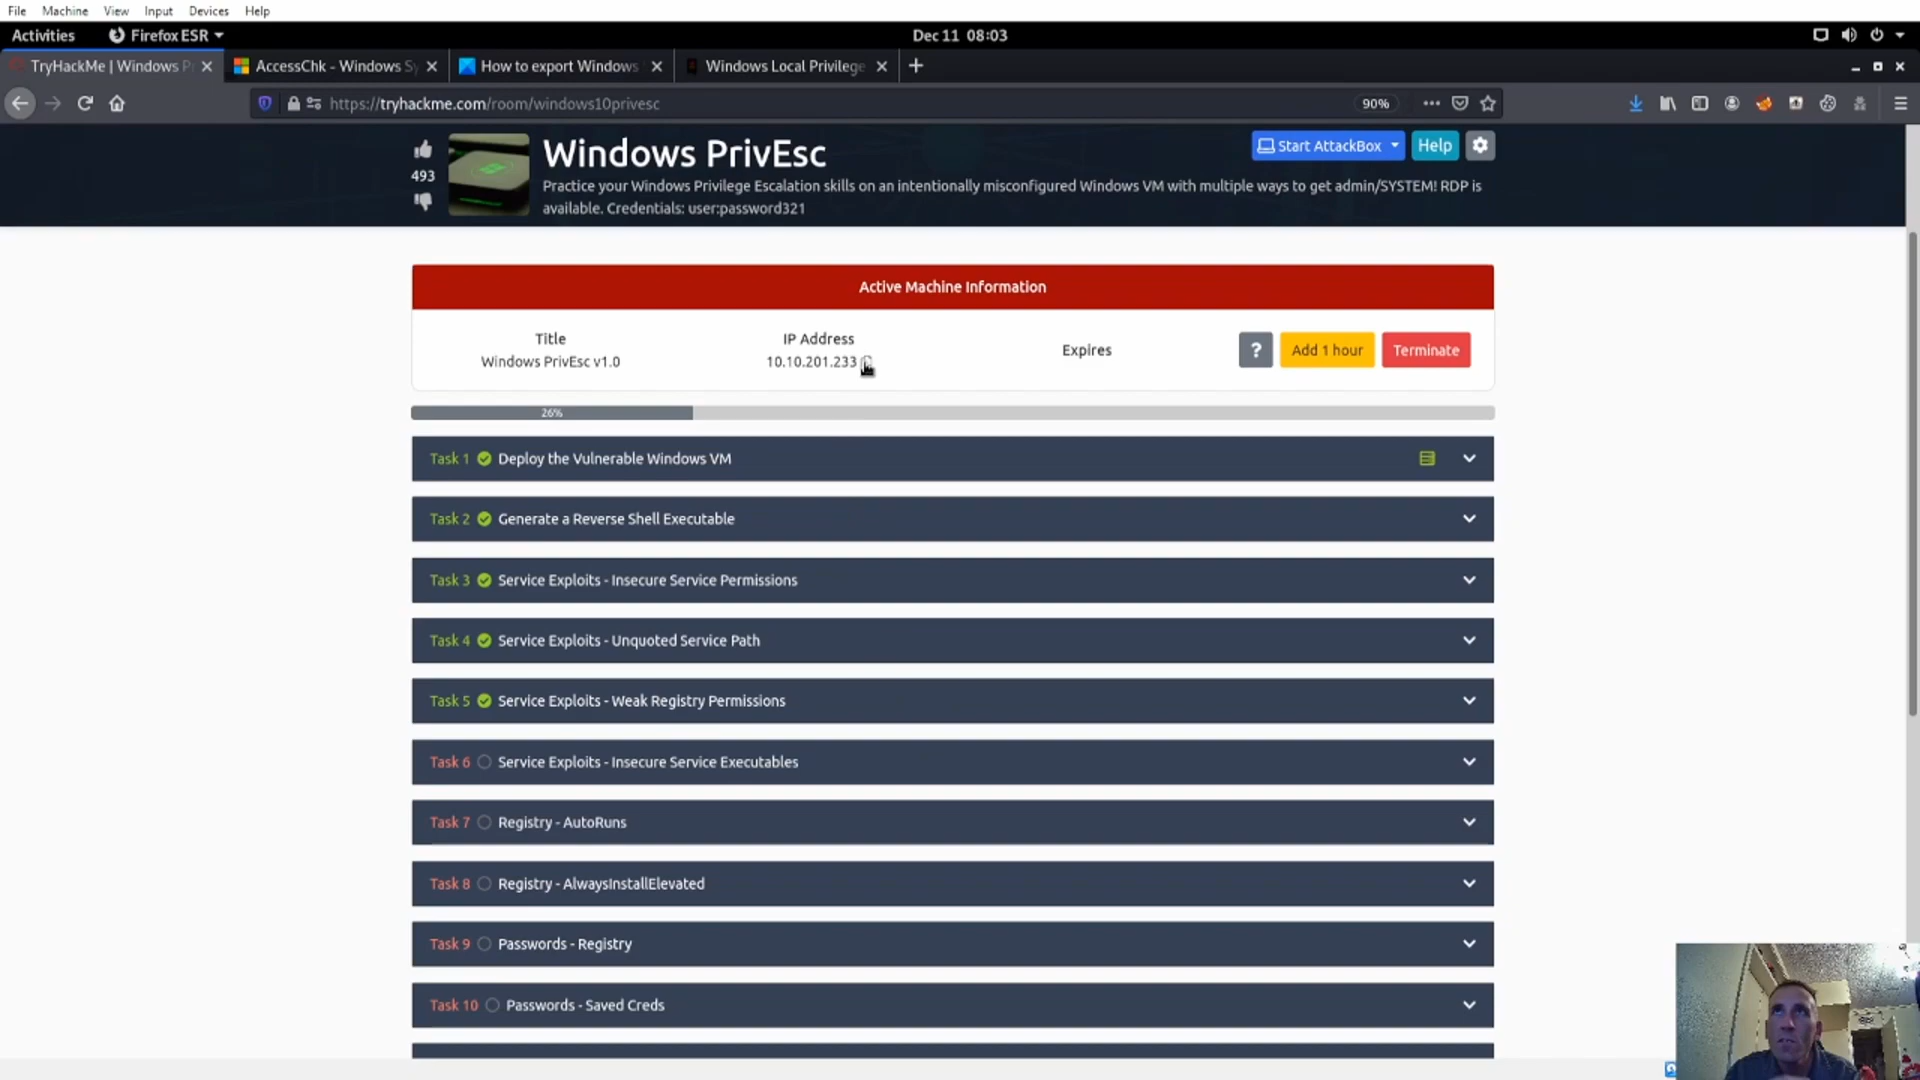 File Machine View Input Devices Help
Activities Firefox ESR Dec 11 08:03
TryHackMe | Windows P AccessChk - Windows Sy How to export Windows Windows Local Privilege
https://tryhackme.com/room/windows10privesc 90%
493
Windows PrivEsc
Start AttackBox Help
Practice your Windows Privilege Escalation skills on an intentionally misconfigured Windows VM with multiple ways to get admin/SYSTEM! RDP is
available. Credentials: user:password321
Active Machine Information
Title IP Address Expires
Windows PrivEsc v1.0 10.10.201.233
? Add 1 hour Terminate
26%
Task 1 Deploy the Vulnerable Windows VM
Task 2 Generate a Reverse Shell Executable
Task 3 Service Exploits - Insecure Service Permissions
Task 4 Service Exploits - Unquoted Service Path
Task 5 Service Exploits - Weak Registry Permissions
Task 6 Service Exploits - Insecure Service Executables
Task 7 Registry - AutoRuns
Task 8 Registry - AlwaysInstallElevated
Task 9 Passwords - Registry
Task 10 Passwords - Saved Creds